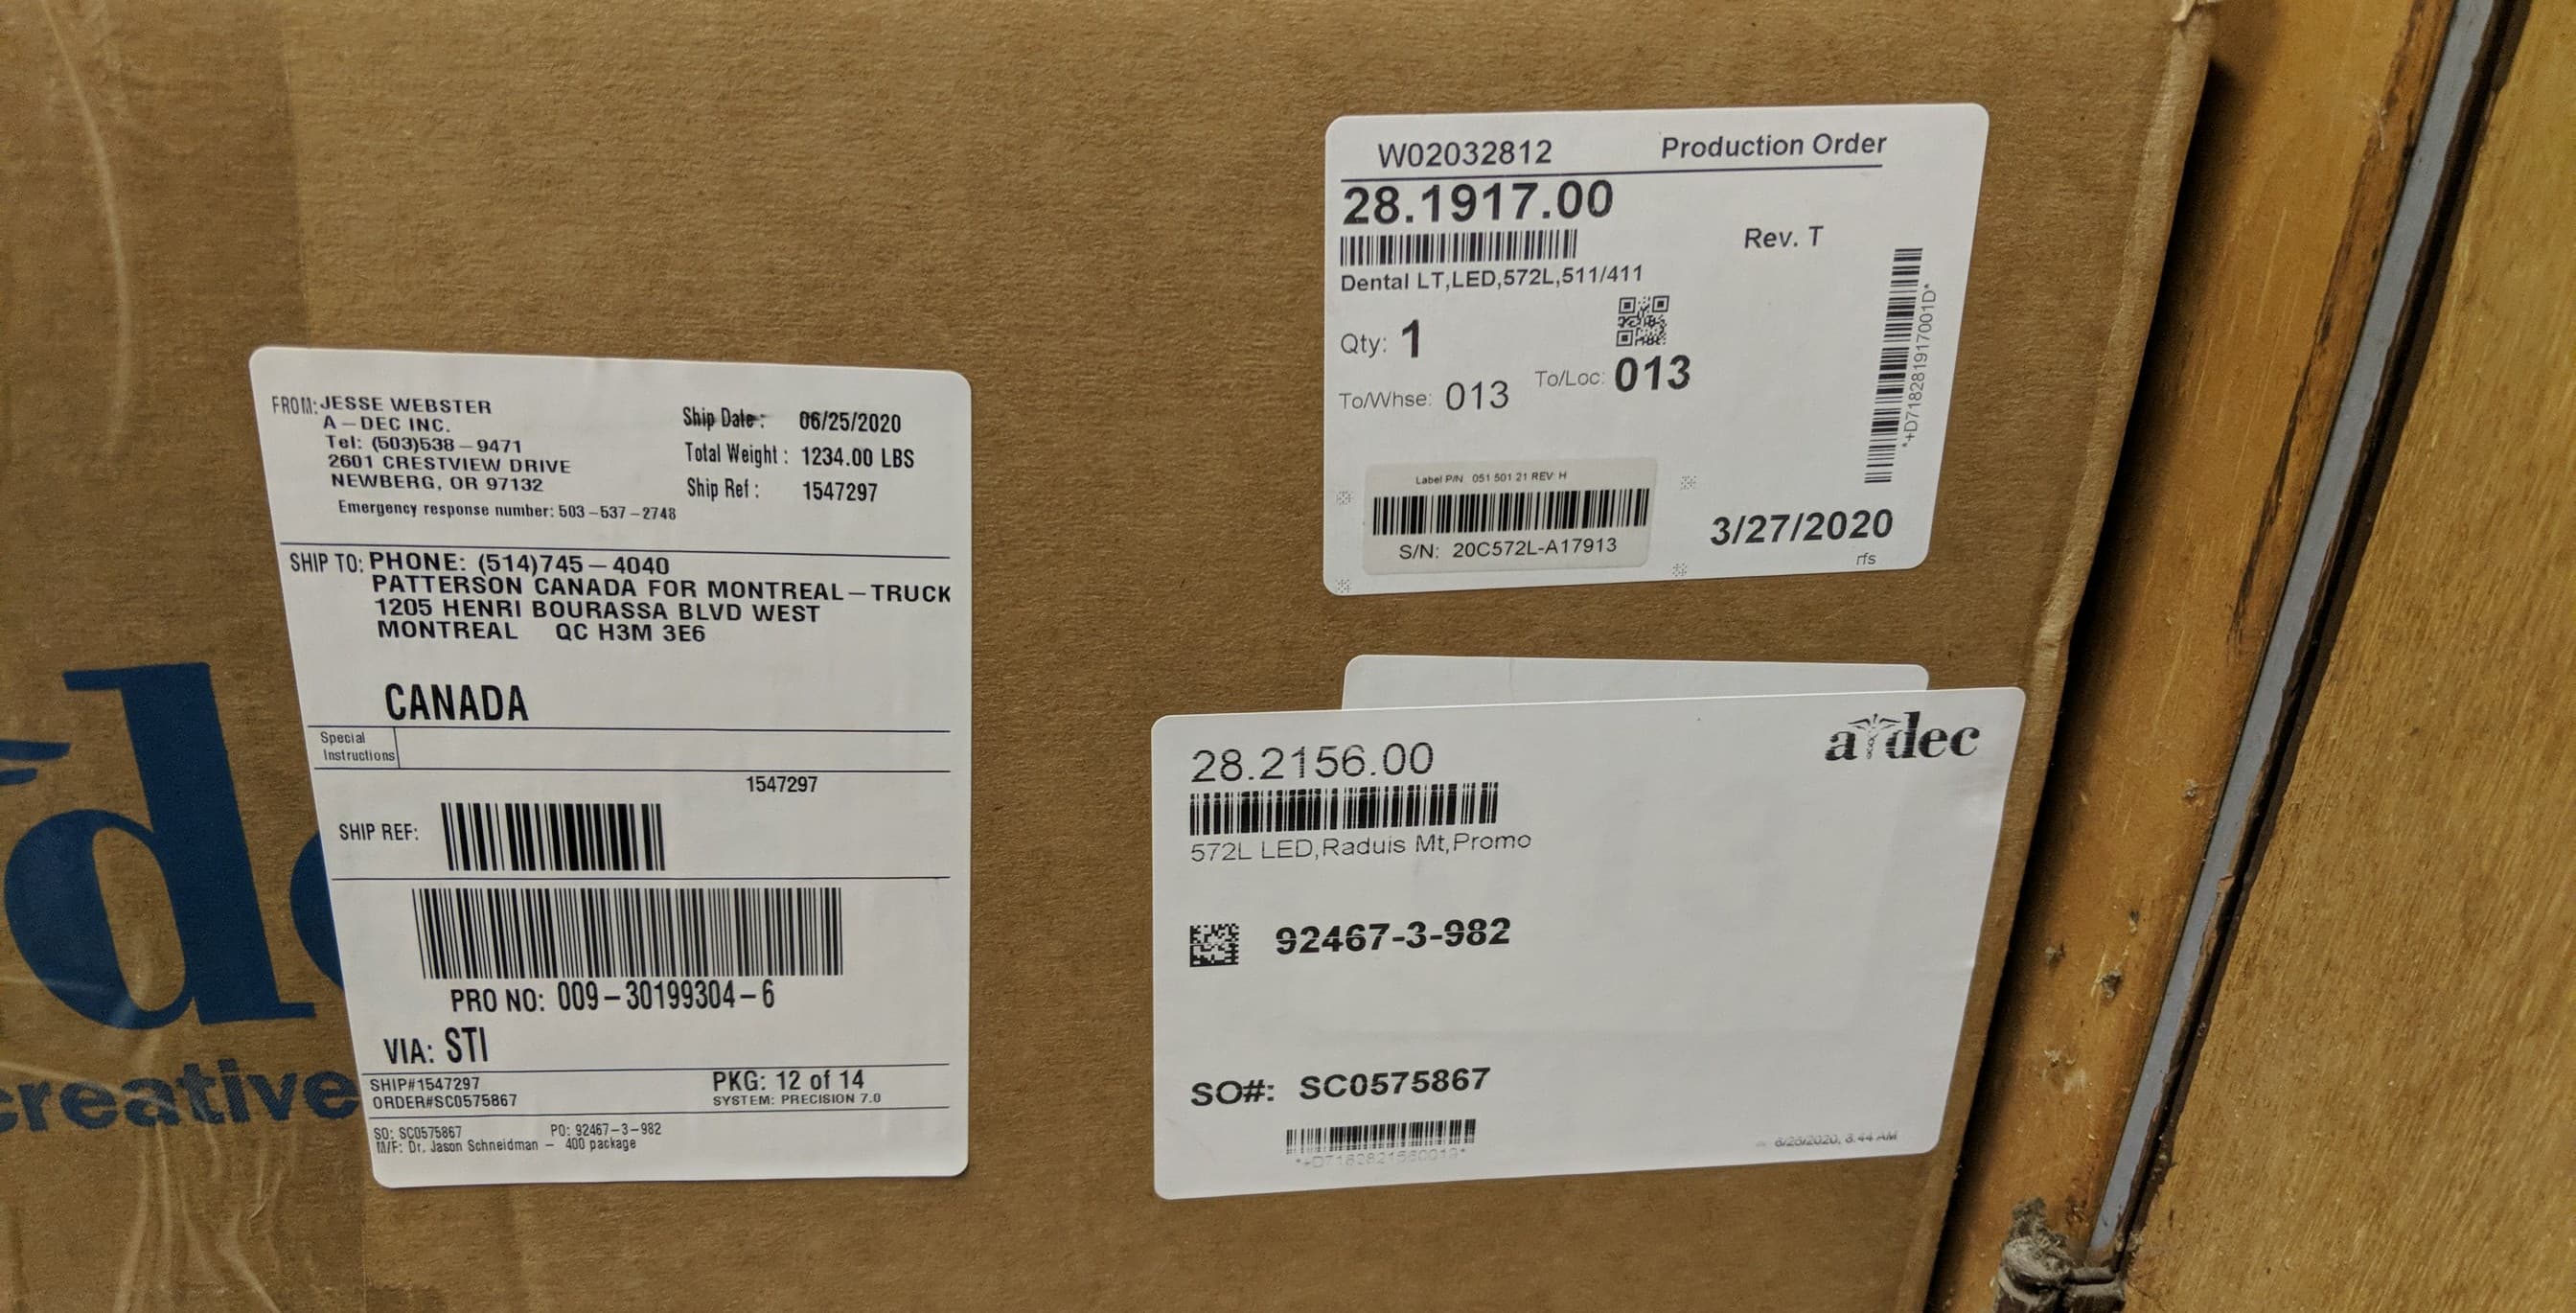 FROM: JESSE WEBSTER
A-DEC INC.
Tel: (503)538-9471
2601 CRESTVIEW DRIVE
NEWBERG, OR 97132
Emergency response number: 503-537-2748
Ship Date: 06/25/2020
Total Weight: 1234.00 LBS
Ship Ref: 1547297
SHIP TO: PHONE: (514)745-4040
PATTERSON CANADA FOR MONTREAL-TRUCK
1205 HENRI BOURASSA BLVD WEST
MONTREAL QC H3M 3E6
CANADA
Special
Instructions
1547297
SHIP REF:
PRO NO: 009-30199304-6
VIA: STI
SHIP#1547297
ORDER#SC0575867
PKG: 12 of 14
SYSTEM: PRECISION 7.0
SO: SC0575867 PO: 92467-3-982
M/F: Dr. Jason Schneidman - 400 package
creative
W02032812 Production Order
28.1917.00
Rev. T
Dental LT,LED,572L,511/411
Qty: 1
To/Whse: 013 To/Loc: 013
*+D71828191700 1D*
Label P/N 051 501 21 REV H
S/N: 20C572L-A17913
3/27/2020
rfs
a dec
28.2156.00
572L LED,Raduis Mt,Promo
92467-3-982
SO#: SC0575867